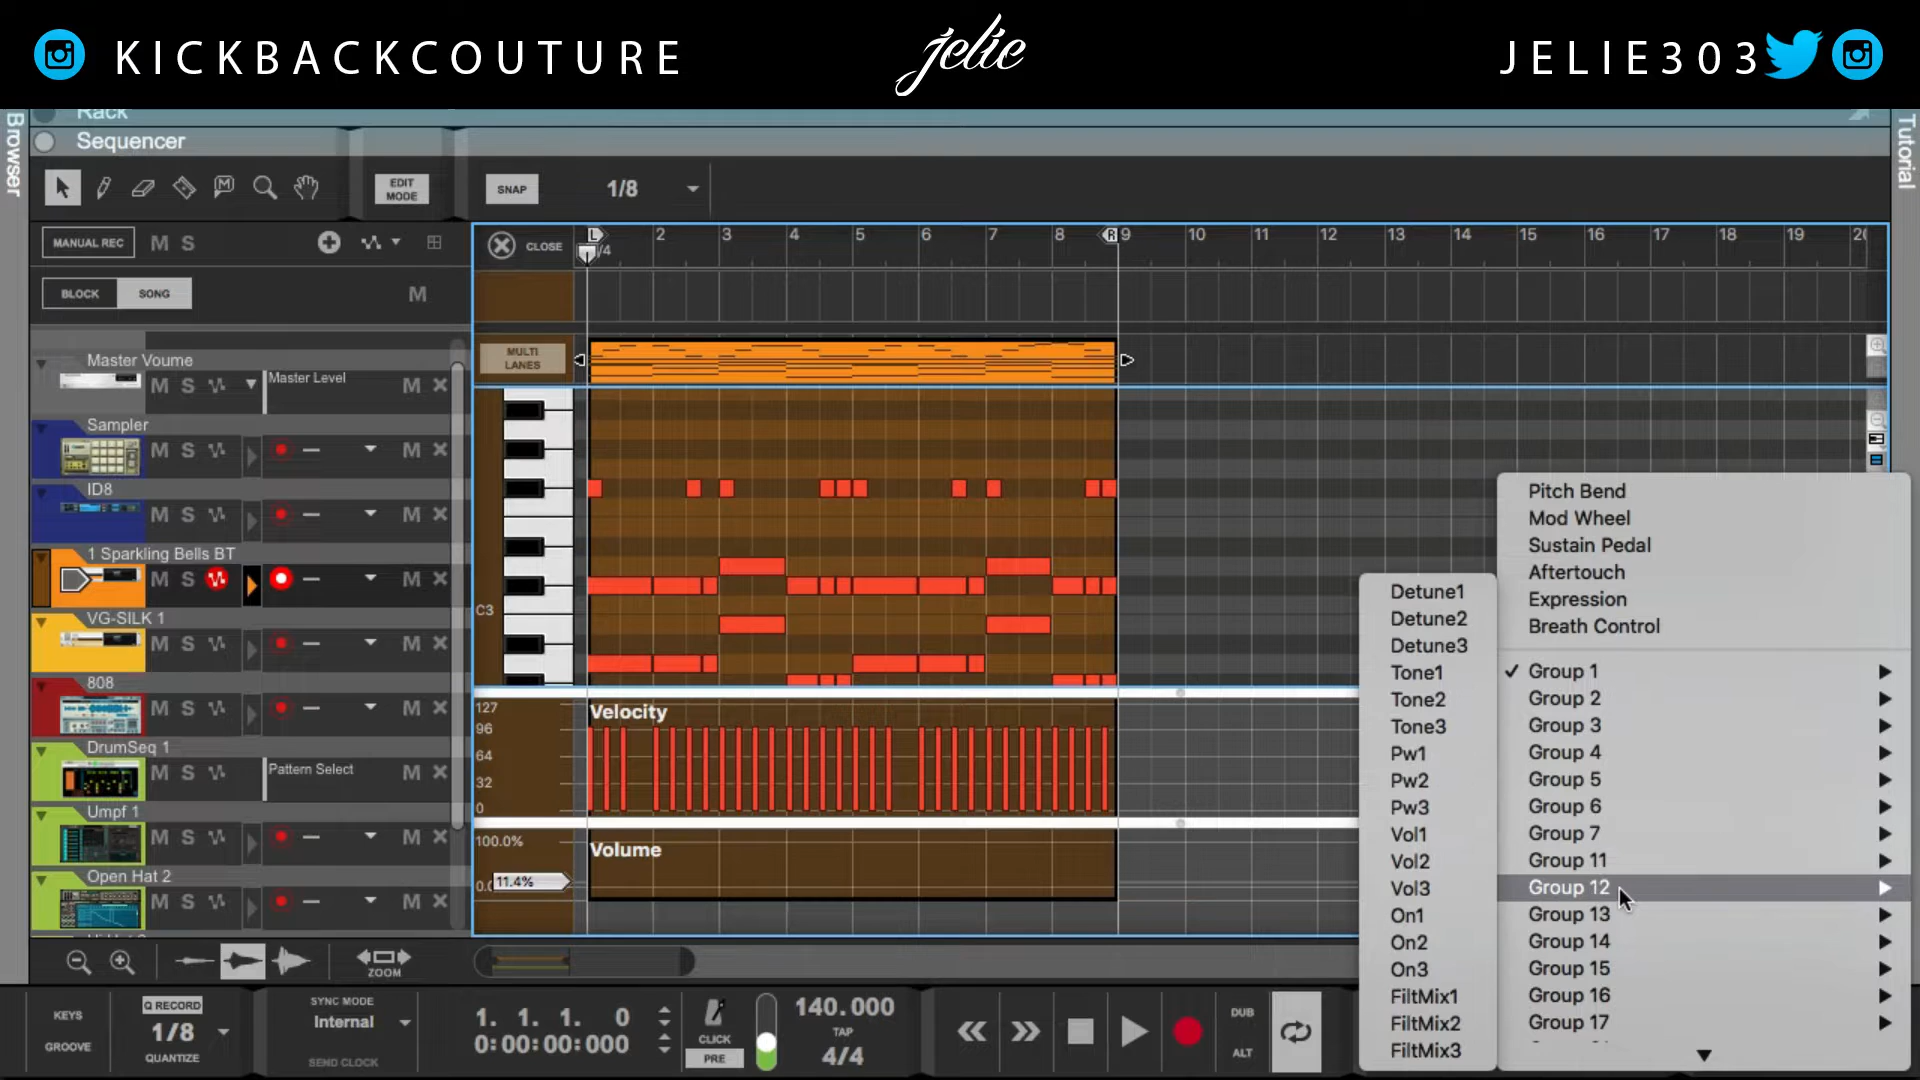 KICKBACKCOUTURE
jelie
JELIE303
Rack
Browser
Sequencer
Tutorial
EDIT MODE
SNAP
1/8
MANUAL REC
M S
CLOSE
L
/4
2 3 4 5 6 7 8 R 9 10 11 12 13 14 15 16 17 18 19
BLOCK
SONG
M
MULTI LANES
Master Voume
M S
Master Level
M
Sampler
M S
M
ID8
M S
M
1 Sparkling Bells BT
M S
M
VG-SILK 1
M S
M
808
M S
M
DrumSeq 1
M S
Pattern Select
M
Umpf 1
M S
M
Open Hat 2
M S
M
C3
127
96
64
32
0
Velocity
100.0%
Volume
11.4%
Detune1
Detune2
Detune3
Tone1
Tone2
Tone3
Pw1
Pw2
Pw3
Vol1
Vol2
Vol3
On1
On2
On3
FiltMix1
FiltMix2
FiltMix3
Pitch Bend
Mod Wheel
Sustain Pedal
Aftertouch
Expression
Breath Control
✓ Group 1
Group 2
Group 3
Group 4
Group 5
Group 6
Group 7
Group 11
Group 12
Group 13
Group 14
Group 15
Group 16
Group 17
ZOOM
KEYS
GROOVE
Q RECORD
1/8
QUANTIZE
SYNC MODE
Internal
SEND CLOCK
1. 1. 1. 0
0:00:00:000
CLICK
PRE
140.000
TAP
4/4
DUB
ALT